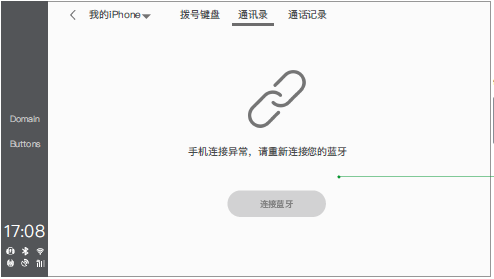 我的iPhone
拨号键盘
通讯录
通话记录
Domain
Buttons
手机连接异常，请重新连接您的蓝牙
连接蓝牙
17:08